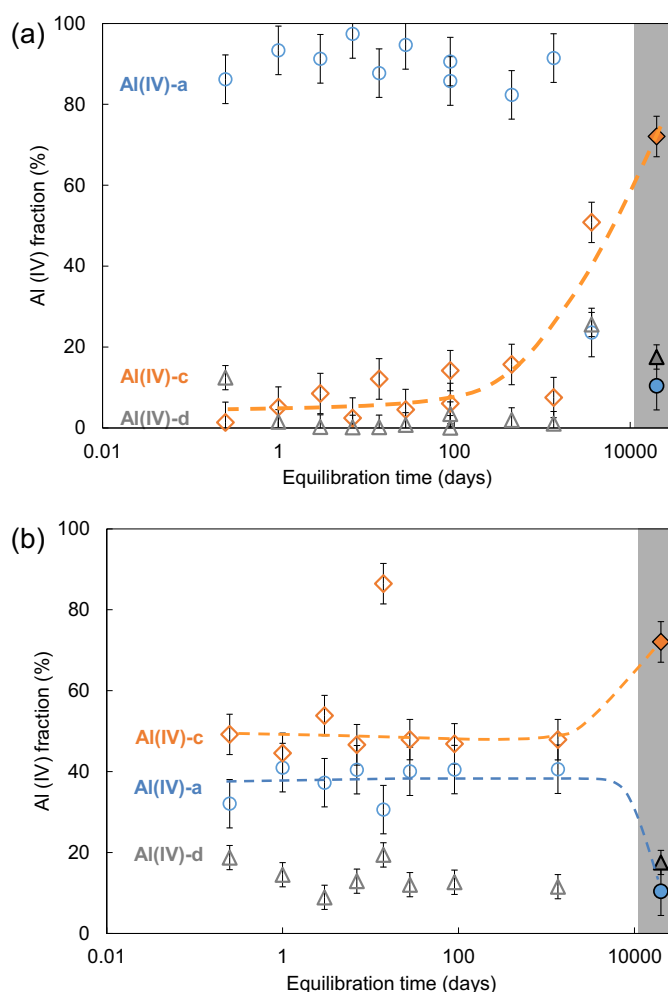 (a)
100
80
60
40
20
0
Al (IV) fraction (%)
Al(IV)-a
Al(IV)-c
Al(IV)-d
0.01
1
100
10000
Equilibration time (days)
(b)
100
80
60
40
20
0
Al (IV) fraction (%)
Al(IV)-c
Al(IV)-a
Al(IV)-d
0.01
1
100
10000
Equilibration time (days)